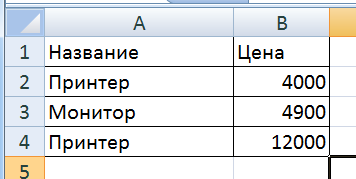 A B
1 Название Цена
2 Принтер 4000
3 Монитор 4900
4 Принтер 12000
5